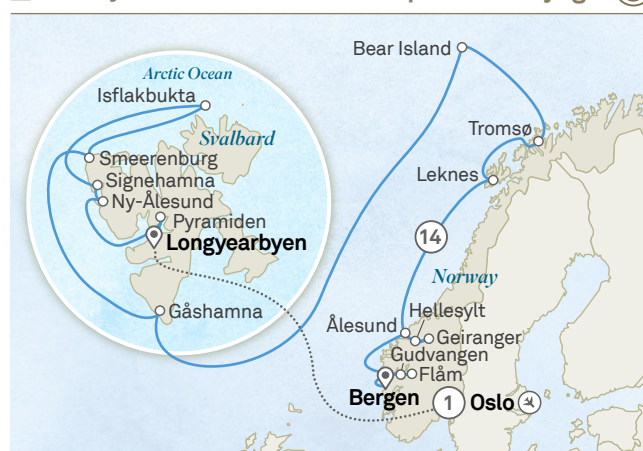 Bear Island
Arctic Ocean
Isflakbukta
Svalbard
Tromsø
Smeerenburg
Leknes
Signehamna
Ny-Ålesund
Pyramiden
Longyearbyen
14
Norway
Gåshamna
Hellesylt
Ålesund
Geiranger
Gudvangen
Flåm
Bergen
1 Oslo